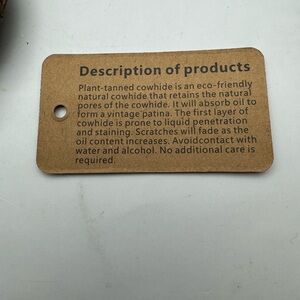 Description of products
Plant-tanned cowhide is an eco-friendly
natural cowhide that retains the natural
pores of the cowhide. It will absorb oil to
form a vintage patina. The first layer of
cowhide is prone to liquid penetration
and staining. Scratches will fade as the
oil content increases. Avoidcontact with
water and alcohol. No additional care is
required.